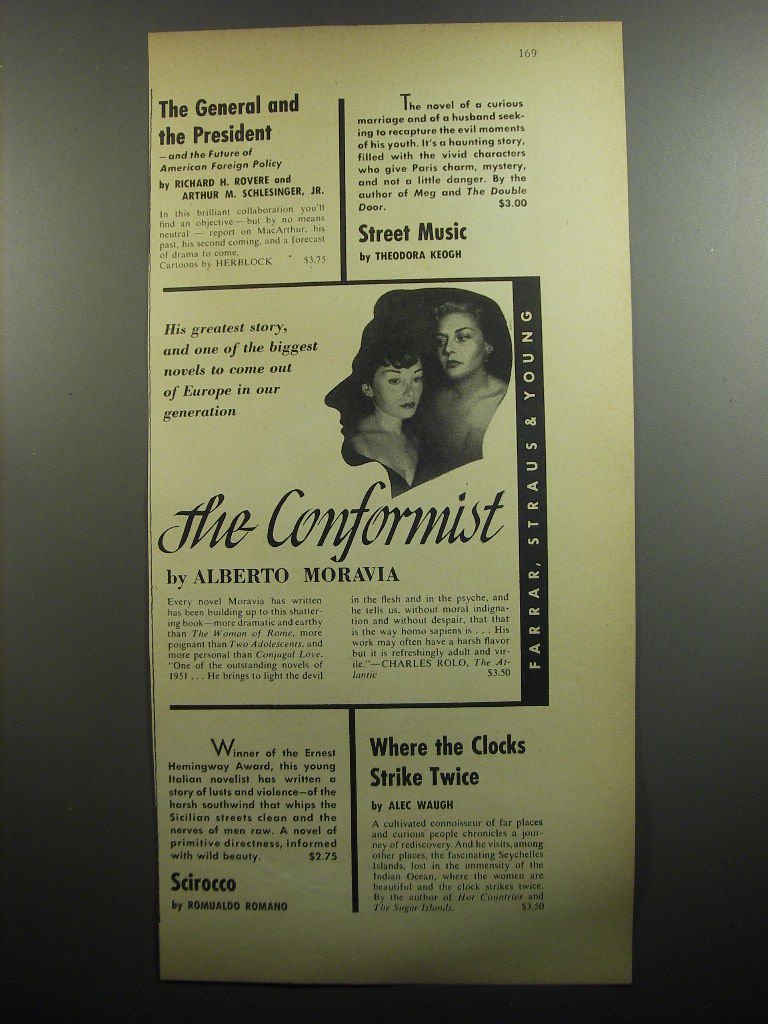 169
The General and
the President
—and the Future of
American Foreign Policy
by RICHARD H. ROVERE and
ARTHUR M. SCHLESINGER, JR.
In this brilliant collaboration you'll
find an objective—but by no means
neutral — report on MacArthur, his
past, his second coming, and a forecast
of drama to come.
Cartoons by HERBLOCK $3.75
The novel of a curious
marriage and of a husband seek-
ing to recapture the evil moments
of his youth. It's a haunting story,
filled with the vivid characters
who give Paris charm, mystery,
and not a little danger. By the
author of Meg and The Double
Door. $3.00
Street Music
by THEODORA KEOGH
His greatest story,
and one of the biggest
novels to come out
of Europe in our
generation
The Conformist
by ALBERTO MORAVIA
Every novel Moravia has written
has been building up to this shatter-
ing book—more dramatic and earthy
than The Woman of Rome, more
poignant than Two Adolescents, and
more personal than Conjugal Love.
"One of the outstanding novels of
1951 . . . He brings to light the devil
in the flesh and in the psyche, and
he tells us, without moral indigna-
tion and without despair, that that
is the way homo sapiens is . . . His
work may often have a harsh flavor
but it is refreshingly adult and vir-
ile."—CHARLES ROLO, The At-
lantic $3.50
FARRAR, STRAUS & YOUNG
Winner of the Ernest
Hemingway Award, this young
Italian novelist has written a
story of lusts and violence—of the
harsh southwind that whips the
Sicilian streets clean and the
nerves of men raw. A novel of
primitive directness, informed
with wild beauty. $2.75
Scirocco
by ROMUALDO ROMANO
Where the Clocks
Strike Twice
by ALEC WAUGH
A cultivated connoisseur of far places
and curious people chronicles a jour-
ney of rediscovery. And he visits, among
other places, the fascinating Seychelles
Islands, lost in the immensity of the
Indian Ocean, where the women are
beautiful and the clock strikes twice.
By the author of Hot Countries and
The Sugar Islands. $3.50